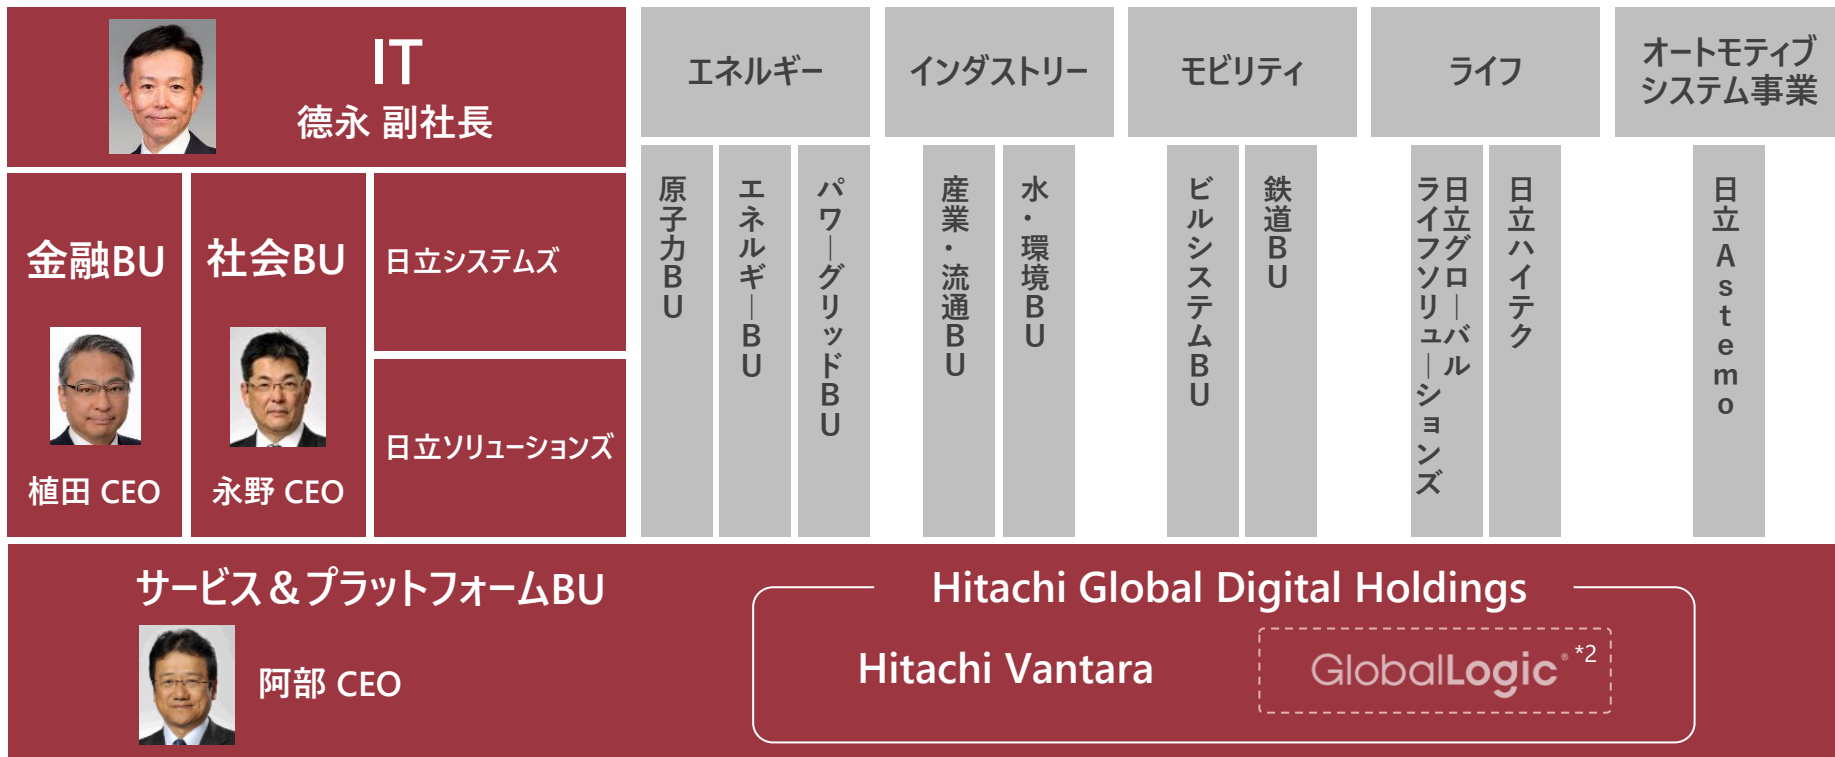 IT
德永 副社長
エネルギー
インダストリー
モビリティ
ライフ
オートモティブ
システム事業
金融BU
植田 CEO
社会BU
永野 CEO
日立システムズ
日立ソリューションズ
原子力BU
エネルギーBU
パワーグリッドBU
産業・流通BU
水・環境BU
ビルシステムBU
鉄道BU
日立グローバル
ライフソリューションズ
日立ハイテク
日立Astemo
サービス&プラットフォームBU
阿部 CEO
Hitachi Global Digital Holdings
Hitachi Vantara
GlobalLogic® *2